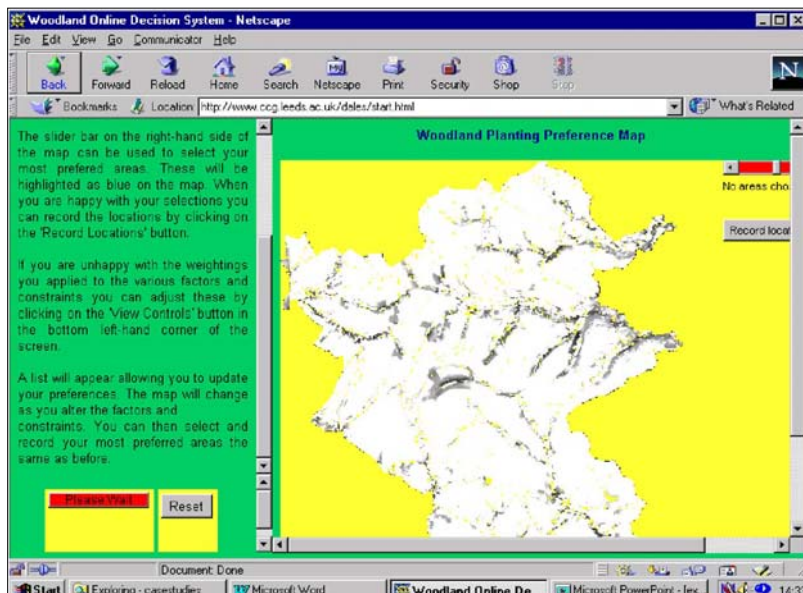 Woodland Online Decision System - Netscape
File Edit View Go Communicator Help
Back Forward Reload Home Search Netscape Print Security Shop Stop
N
Bookmarks Location: http://www.ccg.leeds.ac.uk/dales/start.html What's Related
The slider bar on the right-hand side of
the map can be used to select your
most prefered areas. These will be
highlighted as blue on the map. When
you are happy with your selections you
can record the locations by clicking on
the 'Record Locations' button.
If you are unhappy with the weightings
you applied to the various factors and
constraints you can adjust these by
clicking on the 'View Controls' button in
the bottom left-hand corner of the
screen.
A list will appear allowing you to update
your preferences. The map will change
as you alter the factors and
constraints. You can then select and
record your most preferred areas the
same as before.
Please Wait
Reset
Woodland Planting Preference Map
No areas cho
Record locat
Document: Done
Start Exploring - casestudies Microsoft Word Woodland Online De... Microsoft PowerPoint - [ex...